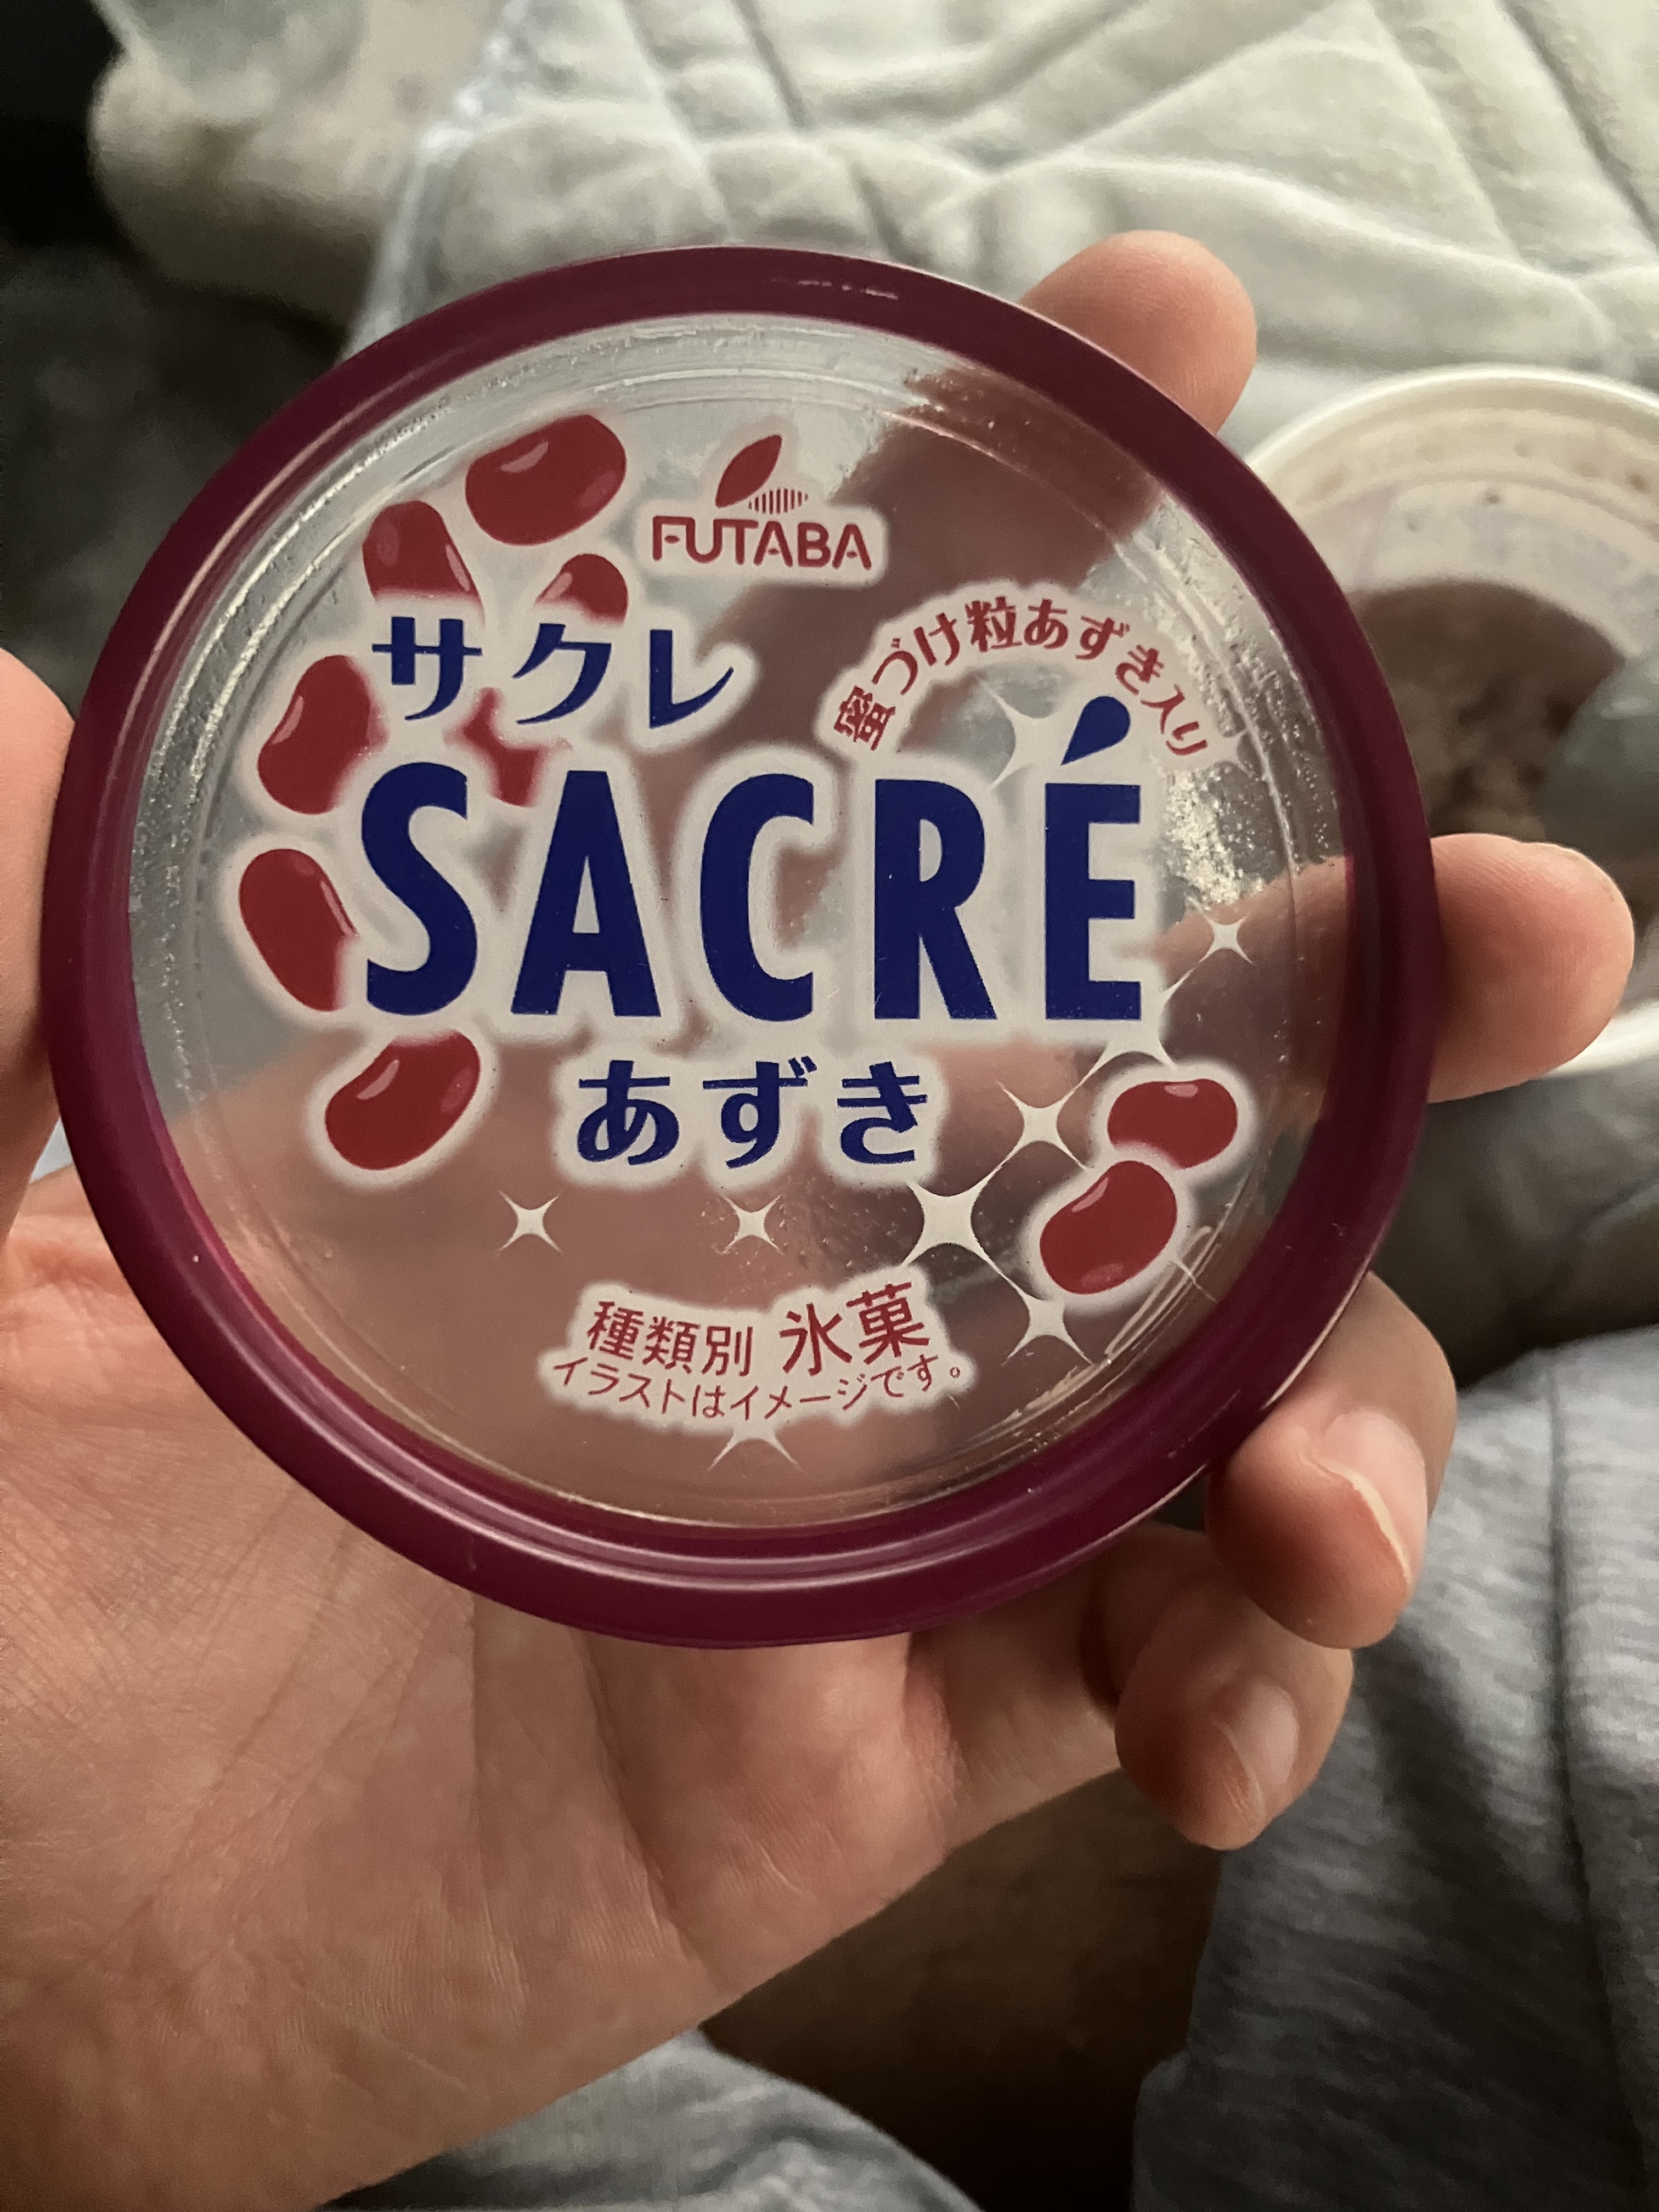 FUTABA
サクレ
蜜づけ粒あずき入り
SACRÉ
あずき
種類別 氷菓
イラストはイメージです。